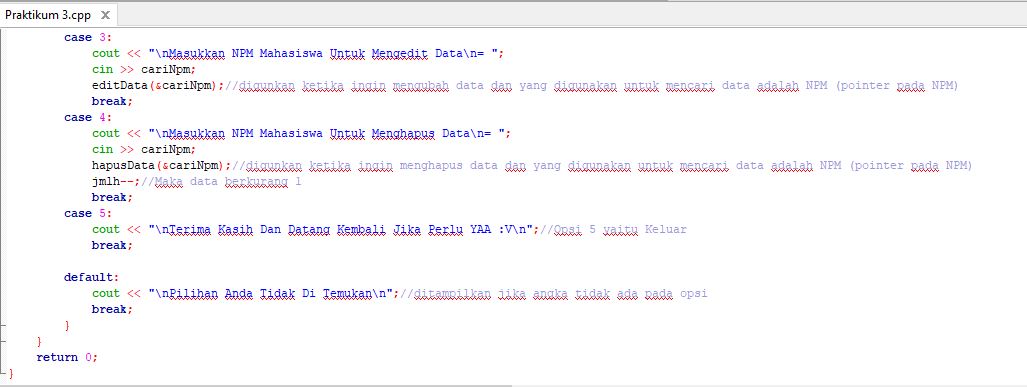 Praktikum 3.cpp X
case 3:
cout << "\nMasukkan NPM Mahasiswa Untuk Mengedit Data\n= ";
cin >> cariNpm;
editData(&cariNpm);//digunkan ketika ingin mengubah data dan yang digunakan untuk mencari data adalah NPM (pointer pada NPM)
break;
case 4:
cout << "\nMasukkan NPM Mahasiswa Untuk Menghapus Data\n= ";
cin >> cariNpm;
hapusData(&cariNpm);//digunkan ketika ingin menghapus data dan yang digunakan untuk mencari data adalah NPM (pointer pada NPM)
jmlh--;//Maka data berkurang 1
break;
case 5:
cout << "\nTerima Kasih Dan Datang Kembali Jika Perlu YAA :V\n";//Opsi 5 yaitu Keluar
break;
default:
cout << "\nPilihan Anda Tidak Di Temukan\n";//ditampilkan jika angka tidak ada pada opsi
break;
}
}
return 0;
}